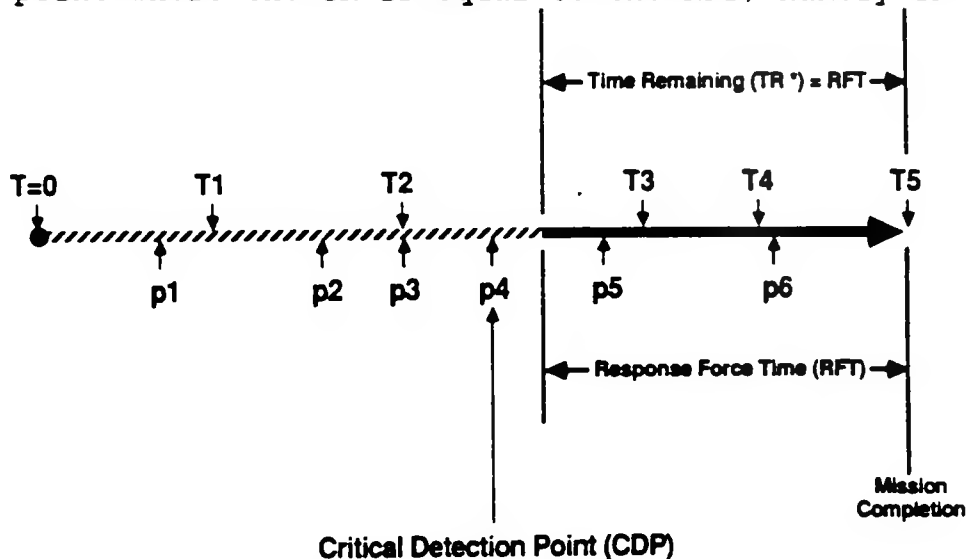 Time Remaining (TR *) = RFT
T=0 T1 T2 T3 T4 T5
p1 p2 p3 p4 p5 p6
Response Force Time (RFT)
Mission
Completion
Critical Detection Point (CDP)